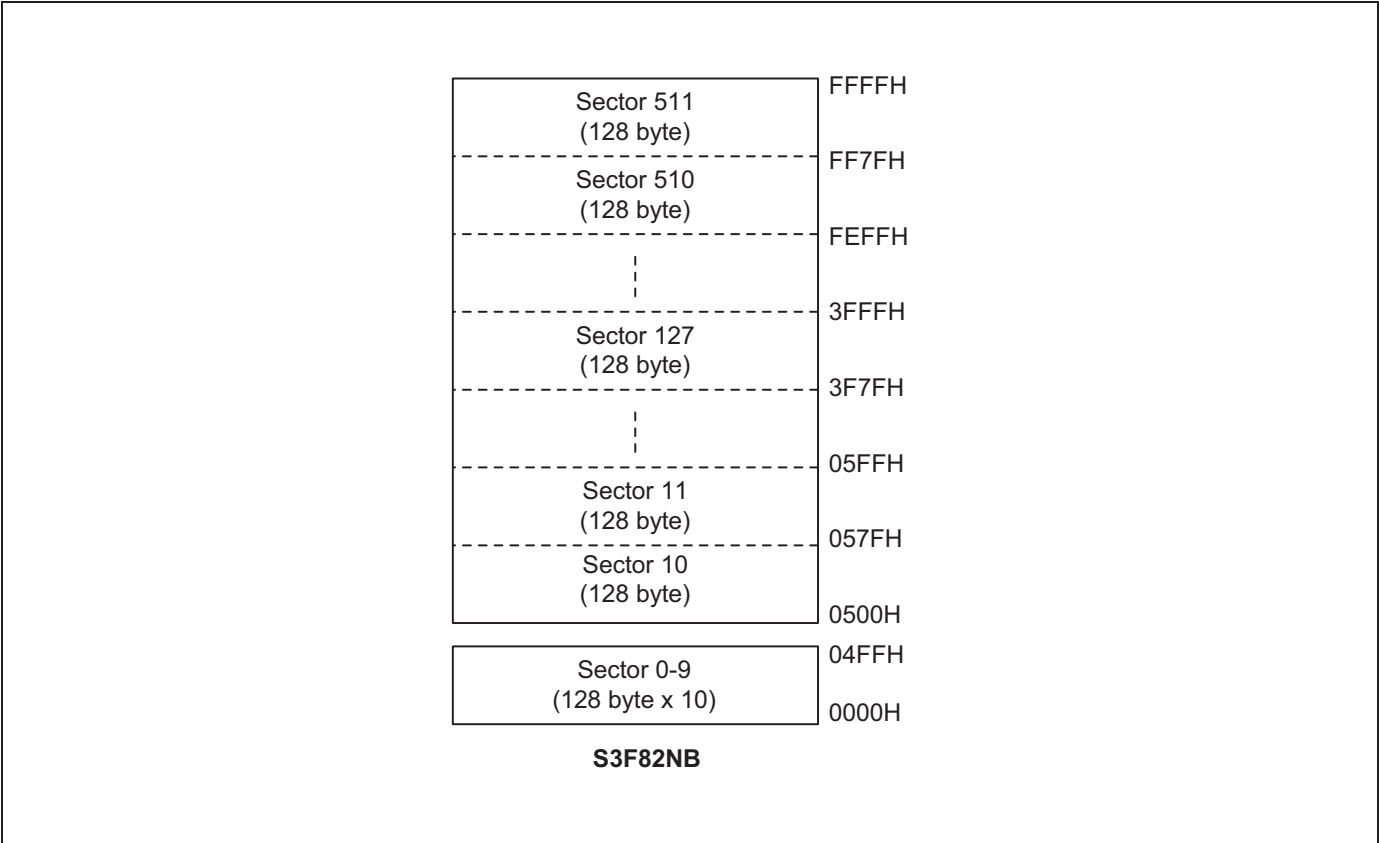 FFFFH
Sector 511
(128 byte)
FF7FH
Sector 510
(128 byte)
FEFFH
3FFFH
Sector 127
(128 byte)
3F7FH
05FFH
Sector 11
(128 byte)
057FH
Sector 10
(128 byte)
0500H
04FFH
Sector 0-9
(128 byte x 10)
0000H
S3F82NB